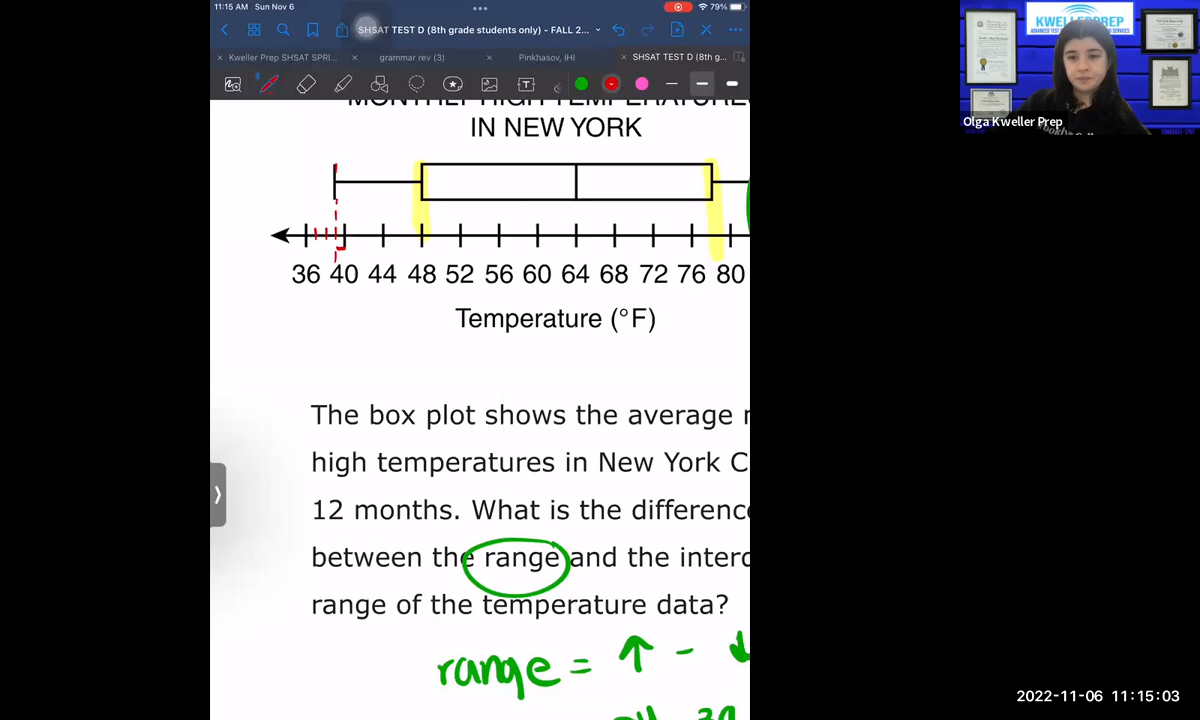 11:15 AM Sun Nov 6
79%
SHSAT TEST D (8th grade students only) - FALL 2...
Kweller Prep SHSAT SPRI...
grammar rev (3)
Pinkhasov, IHI
SHSAT TEST D (8th g...
IN NEW YORK
36 40 44 48 52 56 60 64 68 72 76 80
Temperature (°F)
The box plot shows the average
high temperatures in New York C
12 months. What is the differenc
between the range and the inter
range of the temperature data?
range = ↑ - ↓
KWELLERPREP
Olga Kweller Prep
2022-11-06 11:15:03